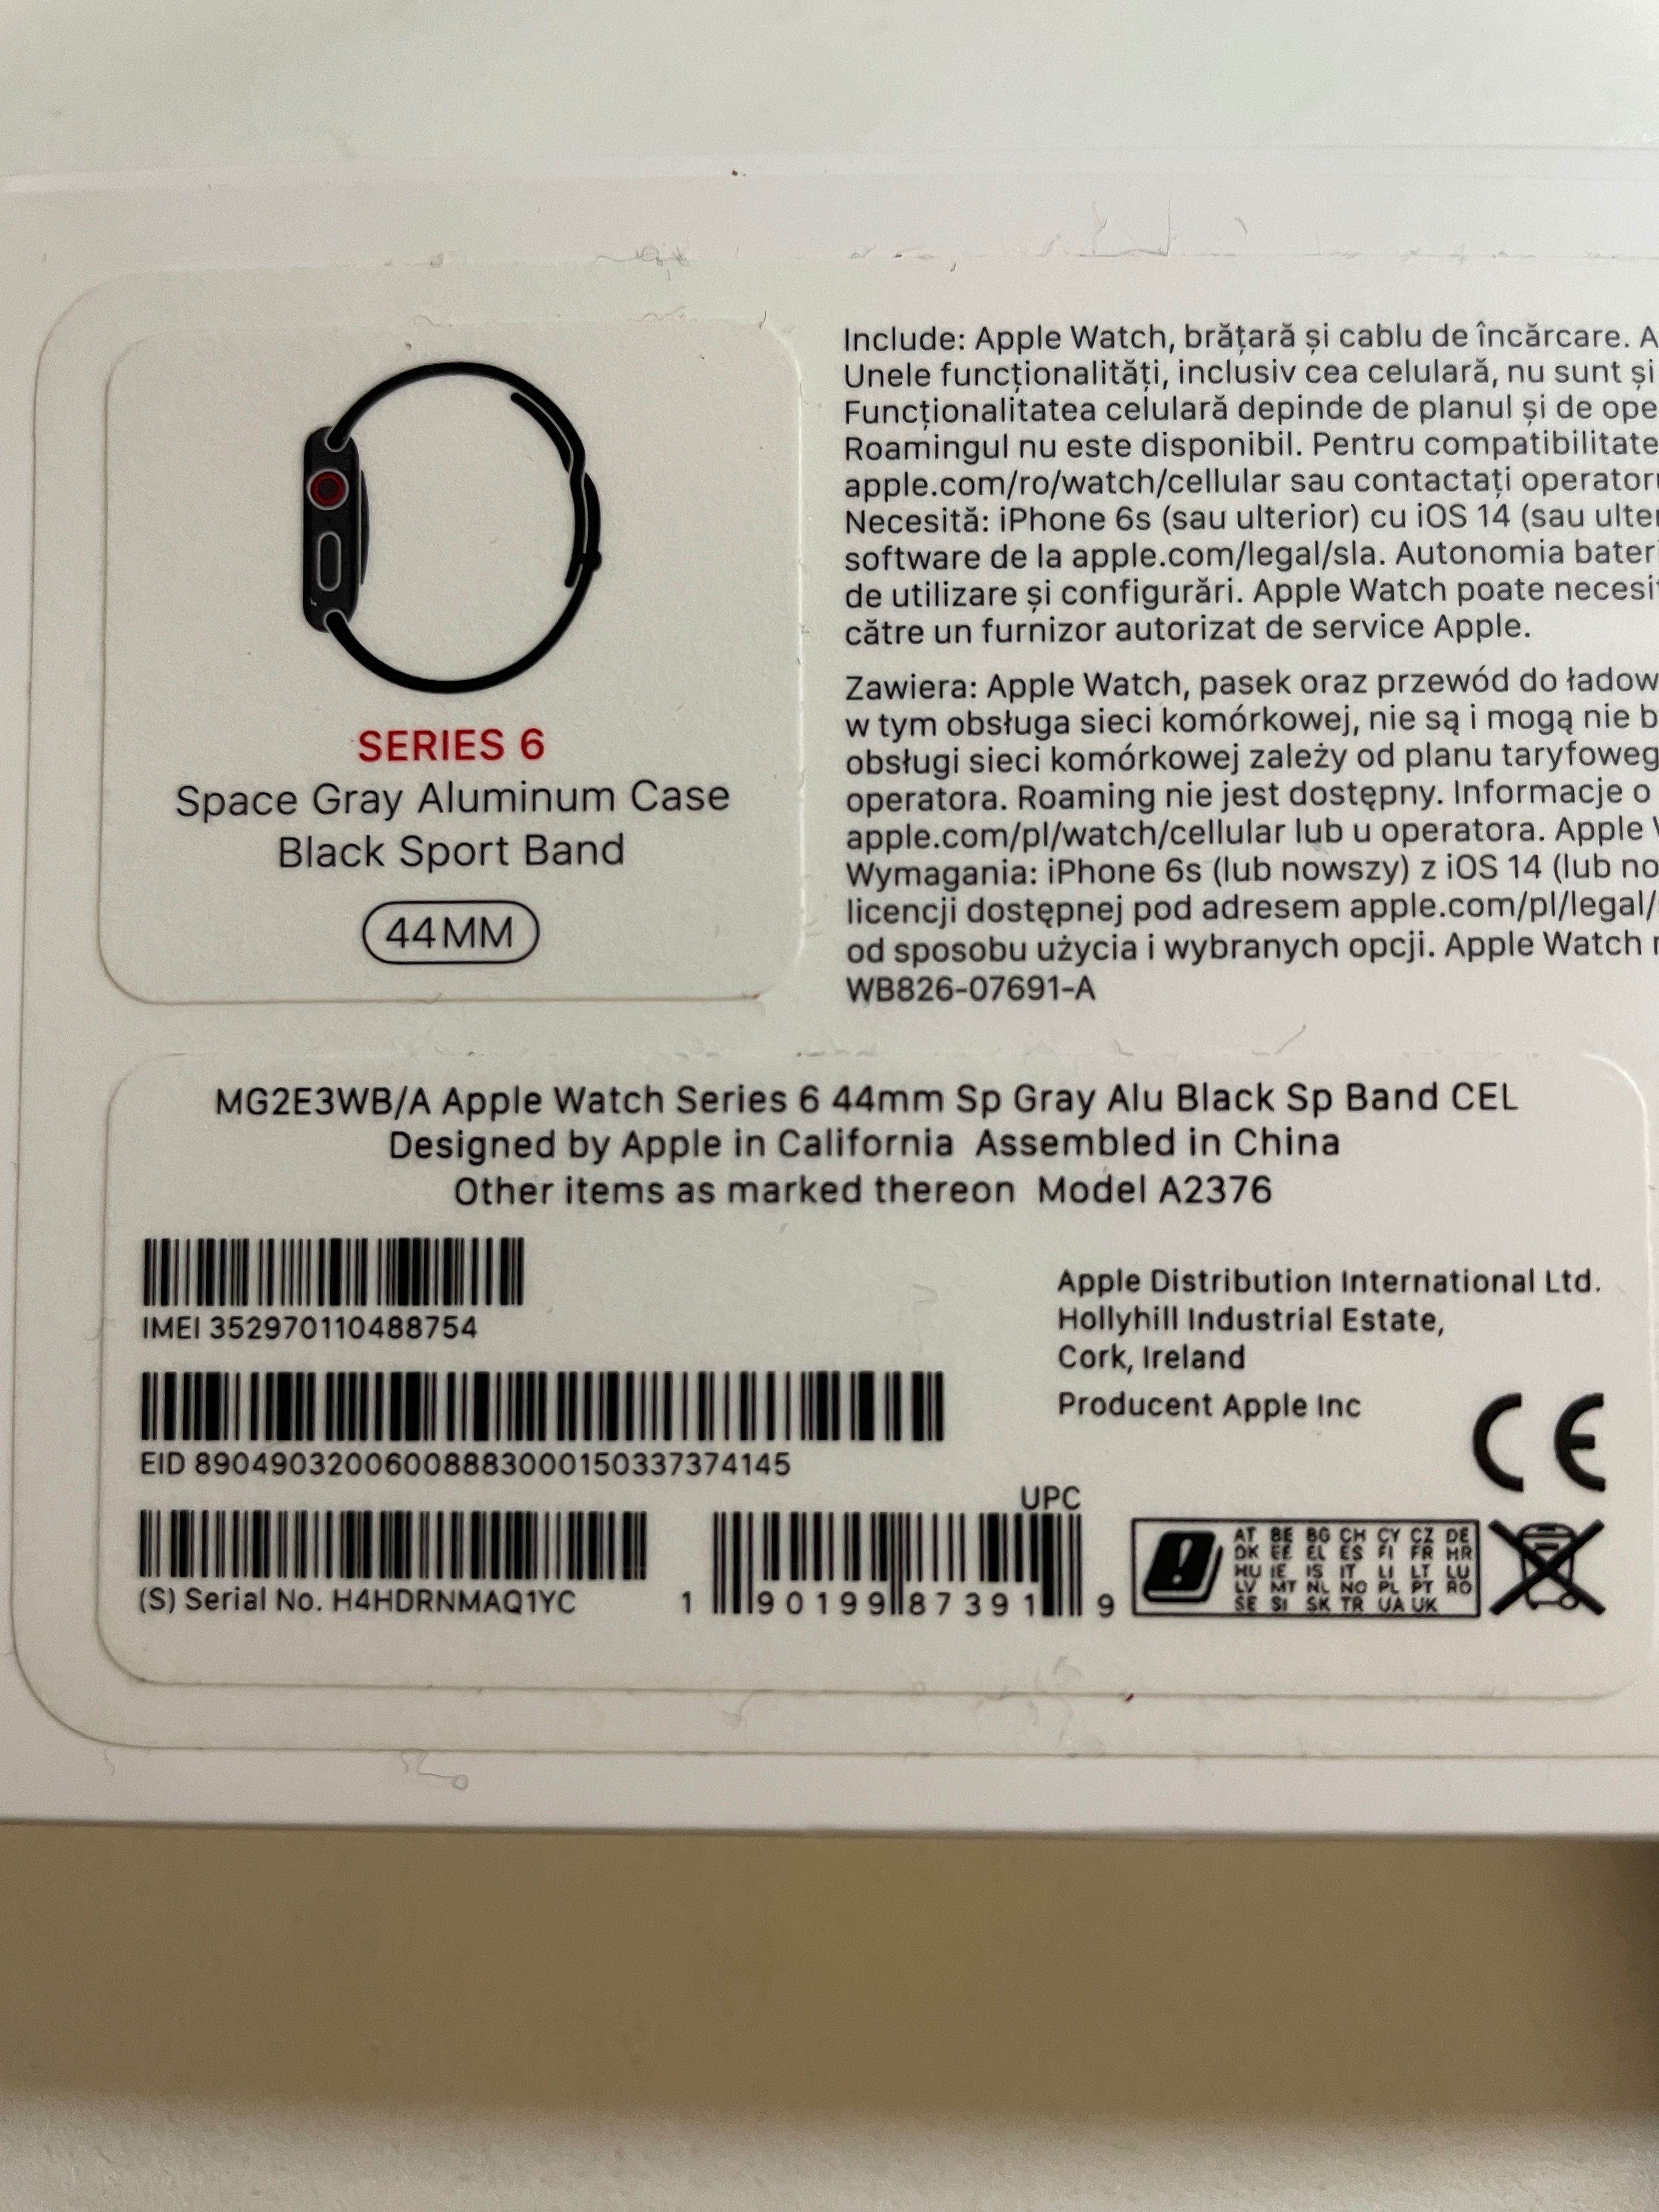 SERIES 6
Space Gray Aluminum Case
Black Sport Band
44MM
Include: Apple Watch, brățară și cablu de încărcare. A
Unele funcționalități, inclusiv cea celulară, nu sunt și
Funcționalitatea celulară depinde de planul și de ope
Roamingul nu este disponibil. Pentru compatibilitate
apple.com/ro/watch/cellular sau contactați operatoru
Necesită: iPhone 6s (sau ulterior) cu iOS 14 (sau ulter
software de la apple.com/legal/sla. Autonomia bateri
de utilizare și configurări. Apple Watch poate necesit
către un furnizor autorizat de service Apple.
Zawiera: Apple Watch, pasek oraz przewód do ładow
w tym obsługa sieci komórkowej, nie są i mogą nie b
obsługi sieci komórkowej zależy od planu taryfoweg
operatora. Roaming nie jest dostępny. Informacje o
apple.com/pl/watch/cellular lub u operatora. Apple
Wymagania: iPhone 6s (lub nowszy) z iOS 14 (lub no
licencji dostępnej pod adresem apple.com/pl/legal/
od sposobu użycia i wybranych opcji. Apple Watch
WB826-07691-A
MG2E3WB/A Apple Watch Series 6 44mm Sp Gray Alu Black Sp Band CEL
Designed by Apple in California Assembled in China
Other items as marked thereon Model A2376
IMEI 352970110488754
EID 89049032006008883000150337374145
(S) Serial No. H4HDRNMAQ1YC
UPC
1 90199 87391 9
Apple Distribution International Ltd.
Hollyhill Industrial Estate,
Cork, Ireland
Producent Apple Inc
CE
AT BE BG CH CY CZ DE
DK EE EL ES FI FR HR
HU IE IS IT LI LT LU
LV MT NL NO PL PT RO
SE SI SK TR UA UK